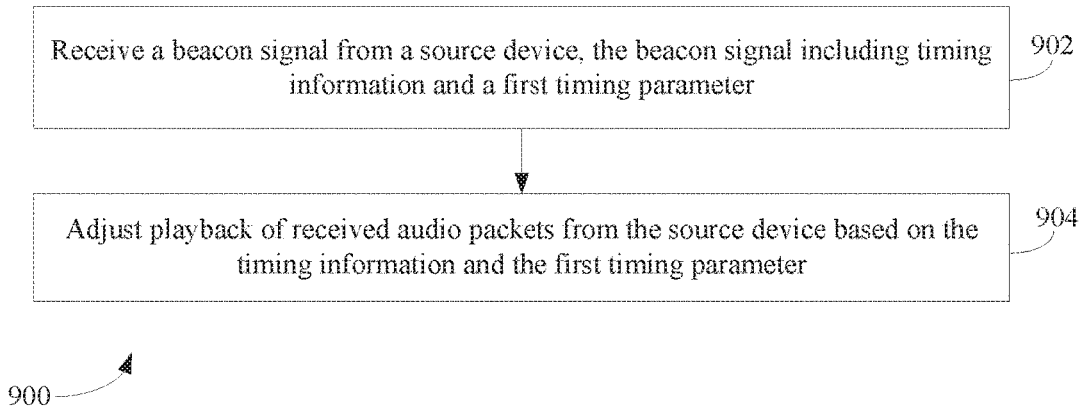 Receive a beacon signal from a source device, the beacon signal including timing
information and a first timing parameter
902
Adjust playback of received audio packets from the source device based on the
timing information and the first timing parameter
904
900